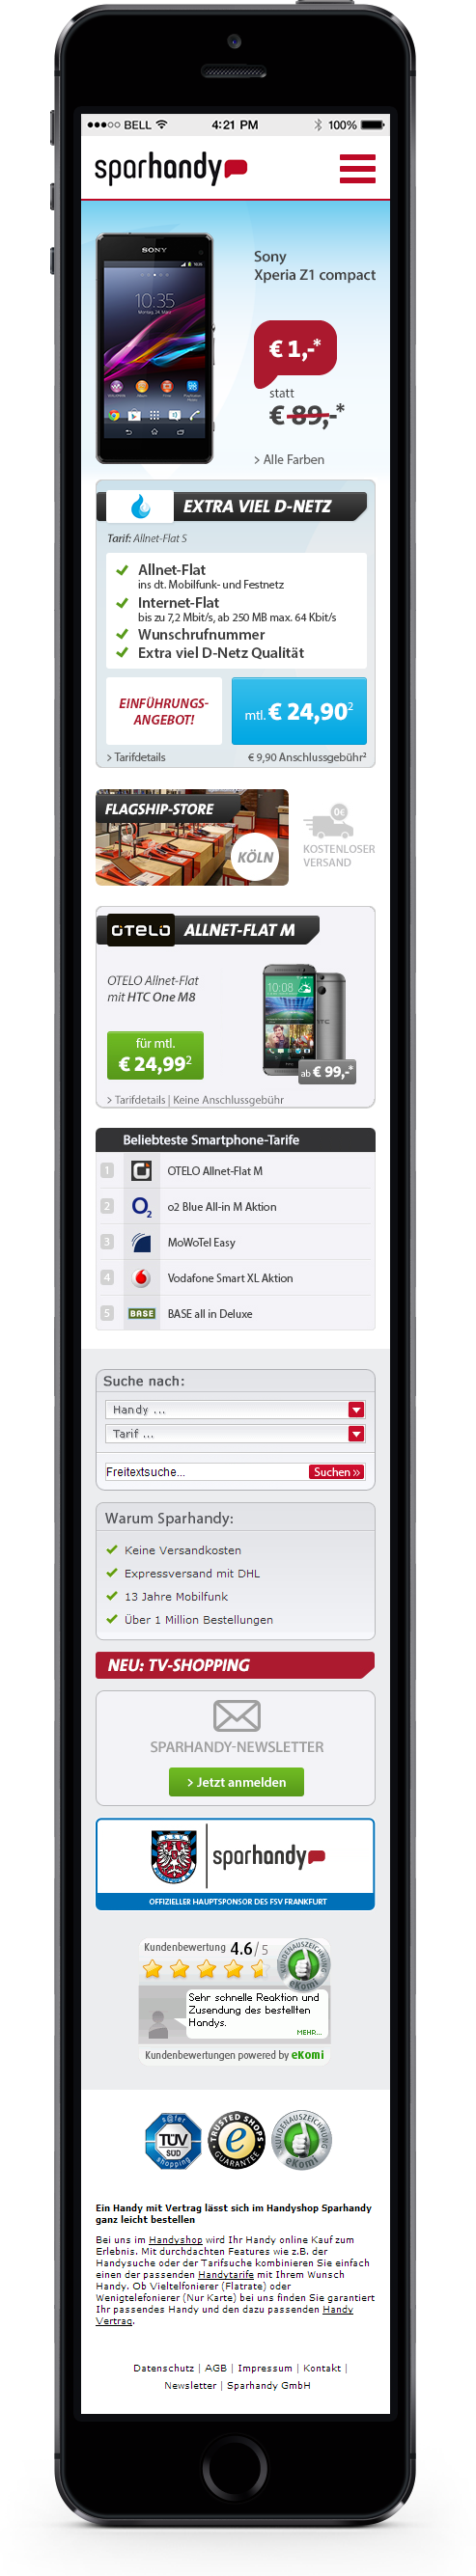 ●●●○○ BELL
4:21 PM
100%
sparhandy
SONY
10:35
Sony
Xperia Z1 compact
€ 1,-*
statt
€ 89,-*
> Alle Farben
EXTRA VIEL D-NETZ
Tarif: Allnet-Flat S
Allnet-Flat
ins dt. Mobilfunk- und Festnetz
Internet-Flat
bis zu 7,2 Mbit/s, ab 250 MB max. 64 Kbit/s
Wunschrufnummer
Extra viel D-Netz Qualität
EINFÜHRUNGS-
ANGEBOT!
mtl. € 24,90²
> Tarifdetails
€ 9,90 Anschlussgebühr²
FLAGSHIP-STORE
KÖLN
0€
KOSTENLOSER
VERSAND
OTELO
ALLNET-FLAT M
OTELO Allnet-Flat
mit HTC One M8
10:08
hTC
für mtl.
€ 24,99²
ab € 99,-*
> Tarifdetails | Keine Anschlussgebühr
Beliebteste Smartphone-Tarife
1 OTELO Allnet-Flat M
2 O2 o2 Blue All-in M Aktion
3 MoWoTel Easy
4 Vodafone Smart XL Aktion
5 BASE BASE all in Deluxe
Suche nach:
Handy ...
Tarif ...
Freitextsuche...
Suchen »
Warum Sparhandy:
Keine Versandkosten
Expressversand mit DHL
13 Jahre Mobilfunk
Über 1 Million Bestellungen
NEU: TV-SHOPPING
SPARHANDY-NEWSLETTER
> Jetzt anmelden
sparhandy
OFFIZIELLER HAUPTSPONSOR DES FSV FRANKFURT
Kundenbewertung 4.6 / 5
KUNDENAUSZEICHNUNG
eKomi
Sehr schnelle Reaktion und
Zusendung des bestellten
Handys.
MEHR...
Kundenbewertungen powered by eKomi
s@fer
TÜV
SÜD
shopping
TRUSTED SHOPS
e
GUARANTEE
KUNDENAUSZEICHNUNG
eKomi
Ein Handy mit Vertrag lässt sich im Handyshop Sparhandy
ganz leicht bestellen
Bei uns im Handyshop wird Ihr Handy online Kauf zum
Erlebnis. Mit durchdachten Features wie z.B. der
Handysuche oder der Tarifsuche kombinieren Sie einfach
einen der passenden Handytarife mit Ihrem Wunsch
Handy. Ob Vieltelfonierer (Flatrate) oder
Wenigtelefonierer (Nur Karte) bei uns finden Sie garantiert
Ihr passendes Handy und den dazu passenden Handy
Vertrag.
Datenschutz | AGB | Impressum | Kontakt |
Newsletter | Sparhandy GmbH